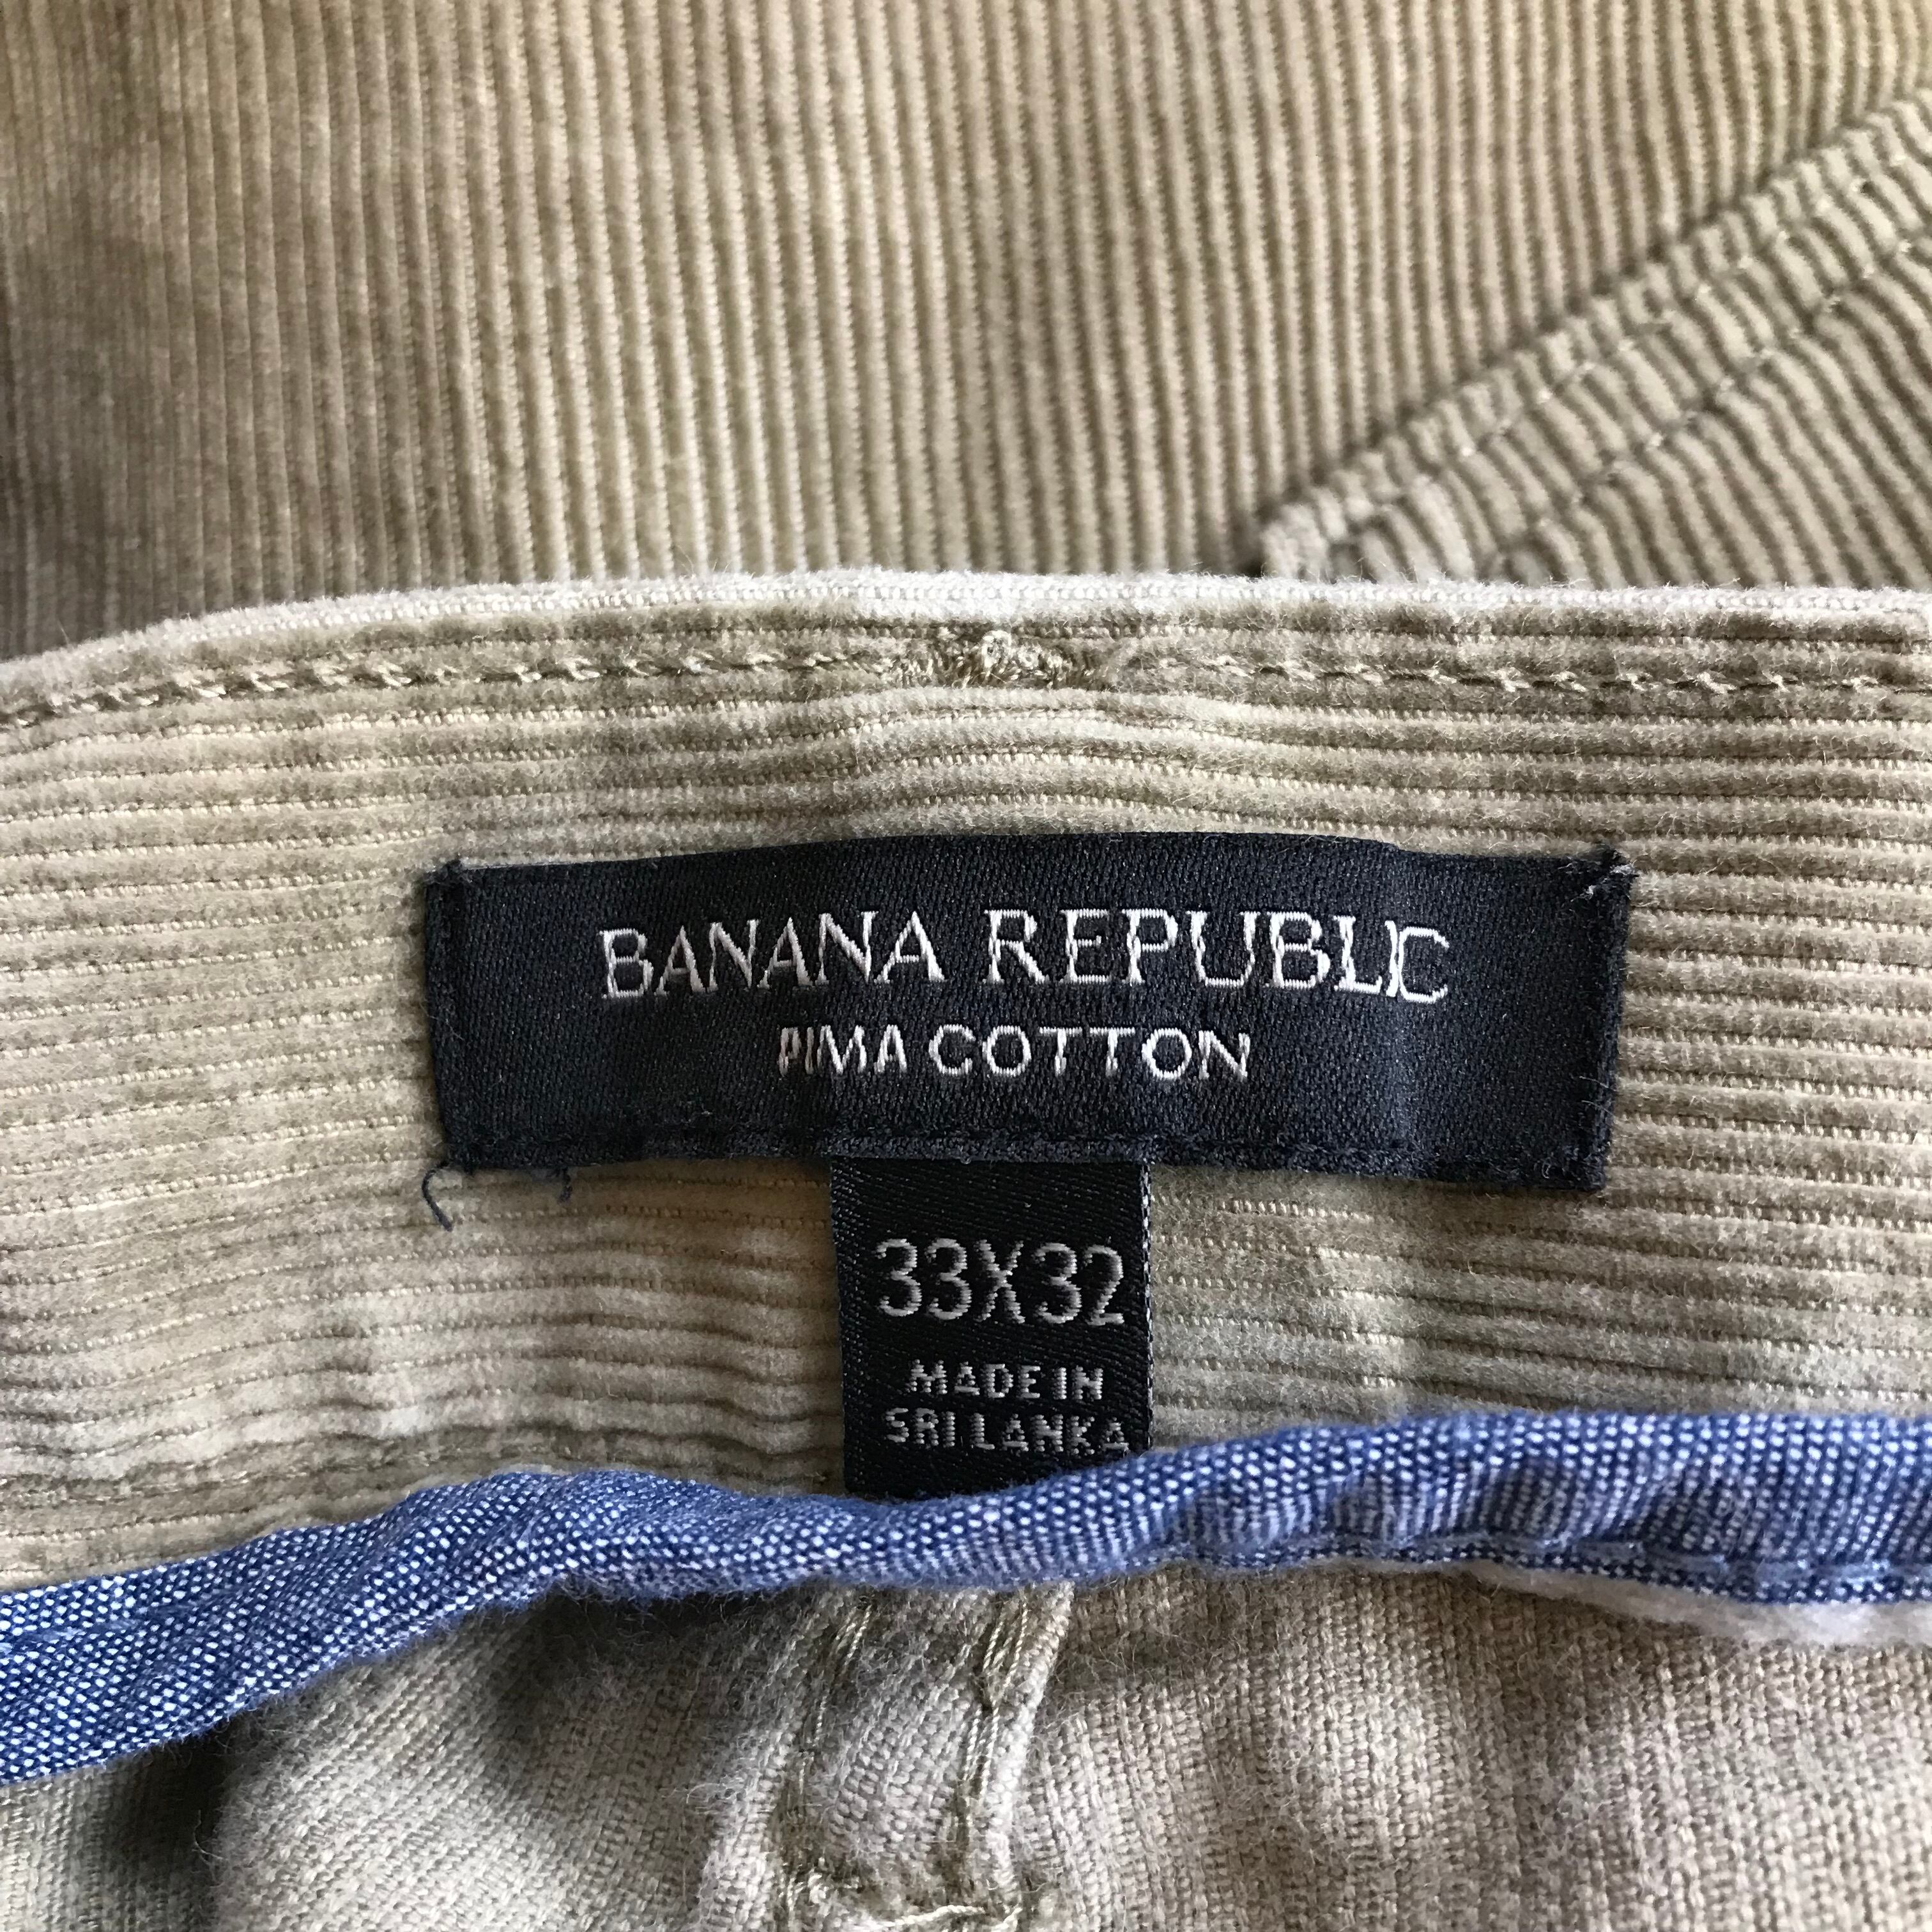 BANANA REPUBLIC
PIMA COTTON
33X32
MADE IN
SRI LANKA